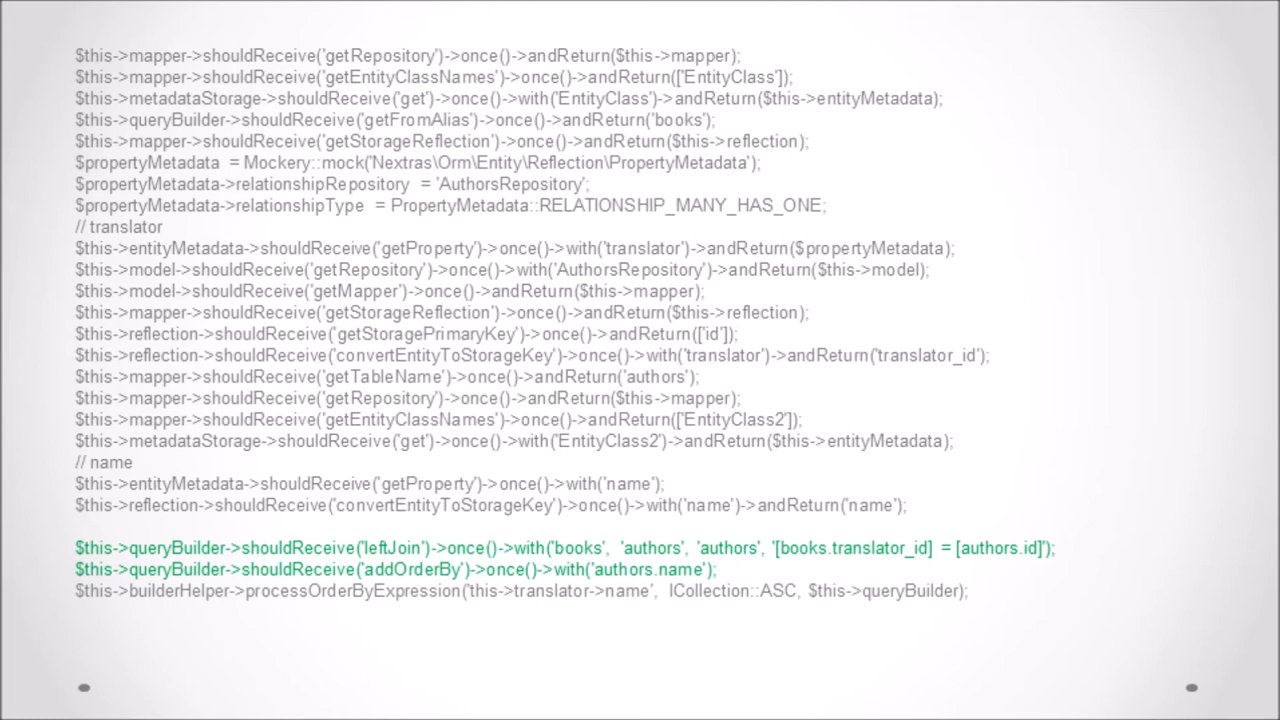 $this->mapper->shouldReceive('getRepository')->once()->andReturn($this->mapper);
$this->mapper->shouldReceive('getEntityClassNames')->once()->andReturn(['EntityClass']);
$this->metadataStorage->shouldReceive('get')->once()->with('EntityClass')->andReturn($this->entityMetadata);
$this->queryBuilder->shouldReceive('getFromAlias')->once()->andReturn('books');
$this->mapper->shouldReceive('getStorageReflection')->once()->andReturn($this->reflection);
$propertyMetadata = Mockery::mock('Nextras\Orm\Entity\Reflection\PropertyMetadata');
$propertyMetadata->relationshipRepository = 'AuthorsRepository';
$propertyMetadata->relationshipType = PropertyMetadata::RELATIONSHIP_MANY_HAS_ONE;
// translator
$this->entityMetadata->shouldReceive('getProperty')->once()->with('translator')->andReturn($propertyMetadata);
$this->model->shouldReceive('getRepository')->once()->with('AuthorsRepository')->andReturn($this->model);
$this->model->shouldReceive('getMapper')->once()->andReturn($this->mapper);
$this->mapper->shouldReceive('getStorageReflection')->once()->andReturn($this->reflection);
$this->reflection->shouldReceive('getStoragePrimaryKey')->once()->andReturn(['id']);
$this->reflection->shouldReceive('convertEntityToStorageKey')->once()->with('translator')->andReturn('translator_id');
$this->mapper->shouldReceive('getTableName')->once()->andReturn('authors');
$this->mapper->shouldReceive('getRepository')->once()->andReturn($this->mapper);
$this->mapper->shouldReceive('getEntityClassNames')->once()->andReturn(['EntityClass2']);
$this->metadataStorage->shouldReceive('get')->once()->with('EntityClass2')->andReturn($this->entityMetadata);
// name
$this->entityMetadata->shouldReceive('getProperty')->once()->with('name');
$this->reflection->shouldReceive('convertEntityToStorageKey')->once()->with('name')->andReturn('name');
$this->queryBuilder->shouldReceive('leftJoin')->once()->with('books', 'authors', 'authors', '[books.translator_id] = [authors.id]');
$this->queryBuilder->shouldReceive('addOrderBy')->once()->with('authors.name');
$this->builderHelper->processOrderByExpression('this->translator->name', ICollection::ASC, $this->queryBuilder);